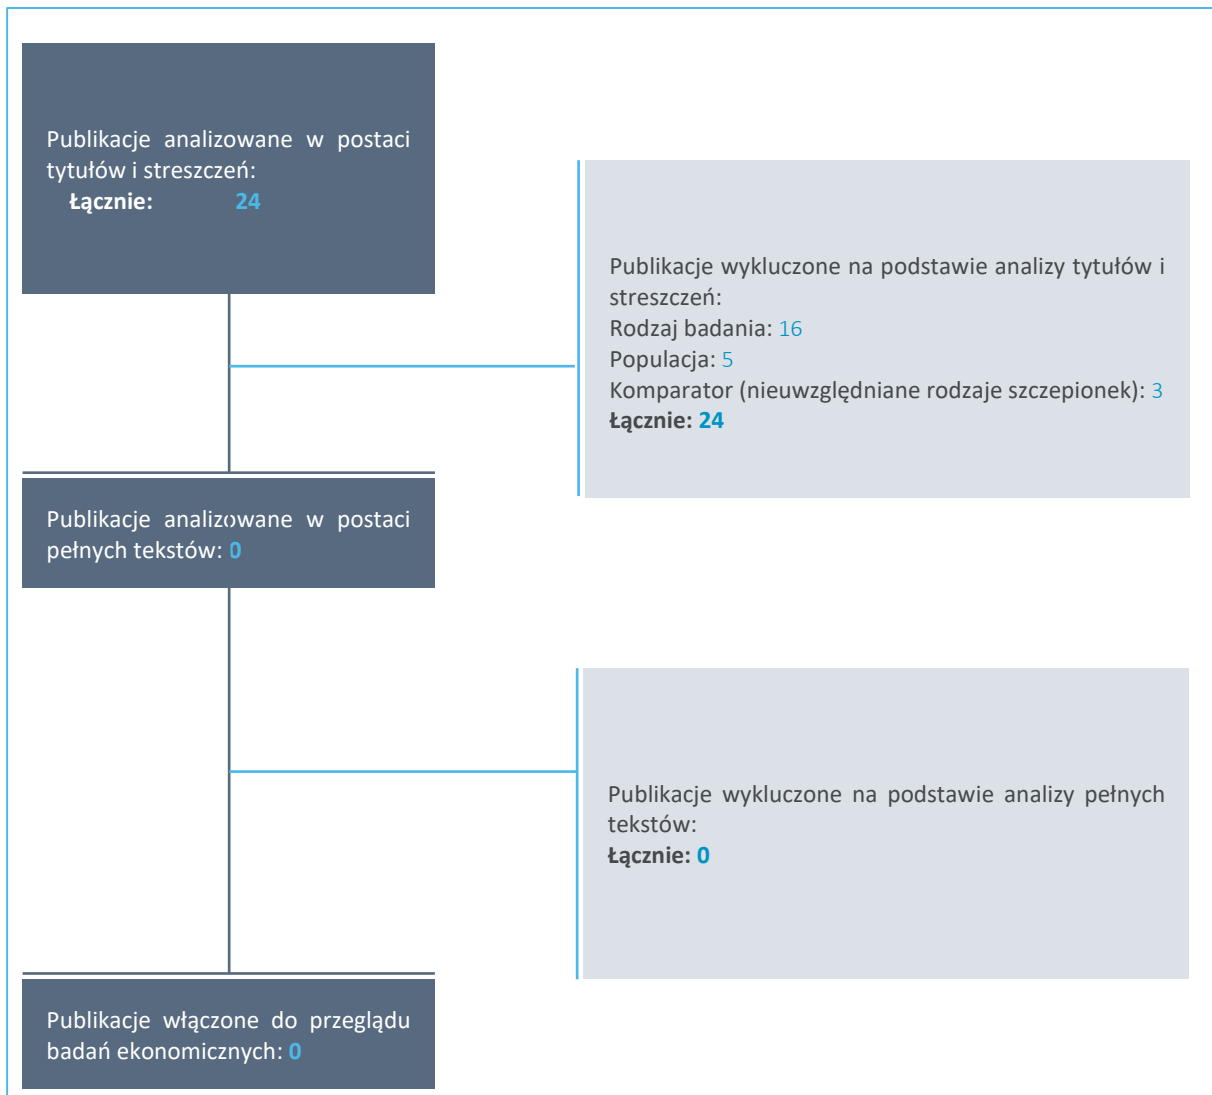 Publikacje analizowane w postaci
tytułów i streszczeń:
Łącznie: 24
Publikacje wykluczone na podstawie analizy tytułów i
streszczeń:
Rodzaj badania: 16
Populacja: 5
Komparator (nieuwzględniane rodzaje szczepionek): 3
Łącznie: 24
Publikacje analizowane w postaci
pełnych tekstów: 0
Publikacje wykluczone na podstawie analizy pełnych
tekstów:
Łącznie: 0
Publikacje włączone do przeglądu
badań ekonomicznych: 0